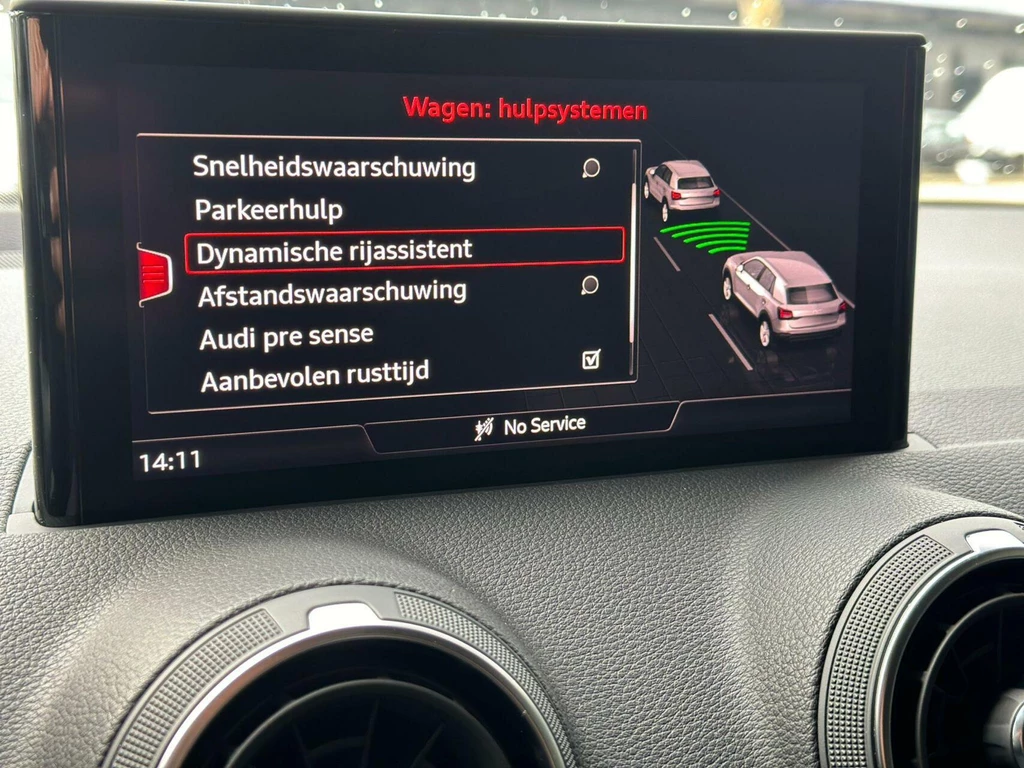 Wagen: hulpsystemen
Snelheidswaarschuwing
Parkeerhulp
Dynamische rijassistent
Afstandswaarschuwing
Audi pre sense
Aanbevolen rusttijd
No Service
14:11